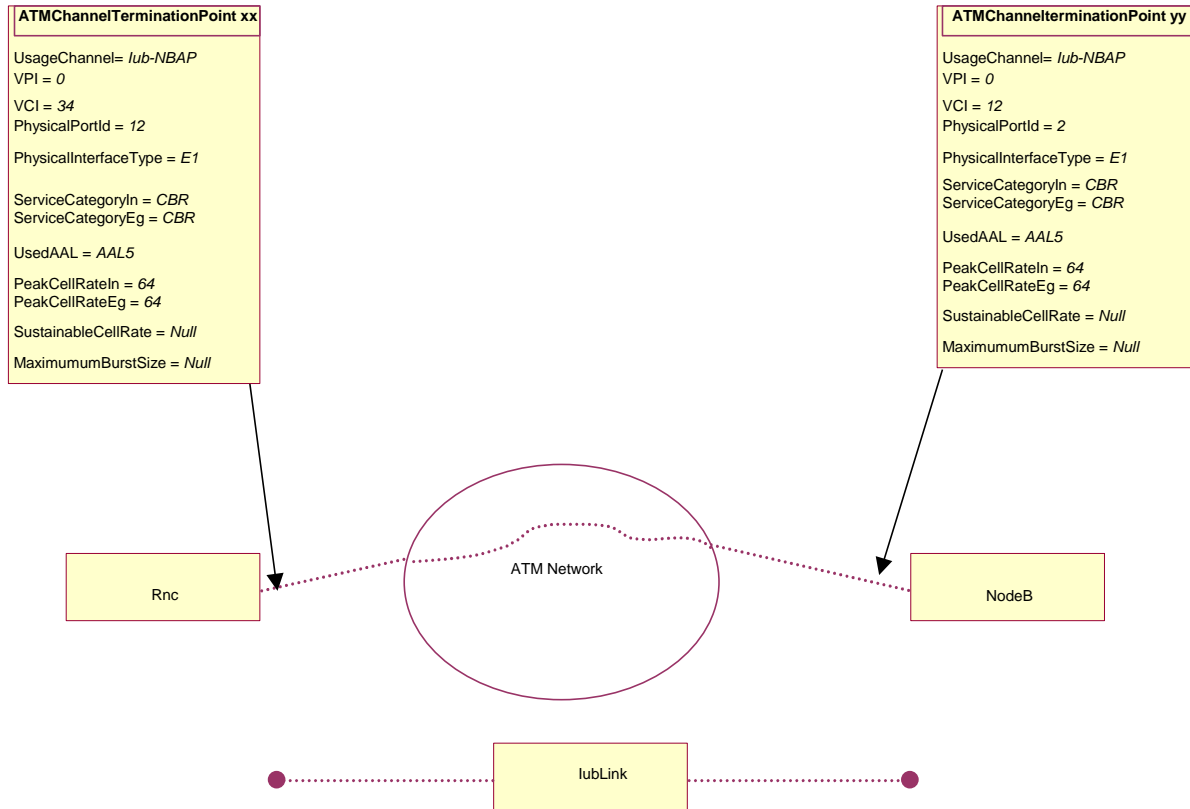 ATMChannelTerminationPoint xx
UsageChannel= Iub-NBAP
VPI = 0
VCI = 34
PhysicalPortId = 12
PhysicalInterfaceType = E1
ServiceCategoryIn = CBR
ServiceCategoryEg = CBR
UsedAAL = AAL5
PeakCellRateIn = 64
PeakCellRateEg = 64
SustainableCellRate = Null
MaximumumBurstSize = Null
ATMChannelterminationPoint yy
UsageChannel= Iub-NBAP
VPI = 0
VCI = 12
PhysicalPortId = 2
PhysicalInterfaceType = E1
ServiceCategoryIn = CBR
ServiceCategoryEg = CBR
UsedAAL = AAL5
PeakCellRateIn = 64
PeakCellRateEg = 64
SustainableCellRate = Null
MaximumumBurstSize = Null
Rnc
ATM Network
NodeB
IubLink